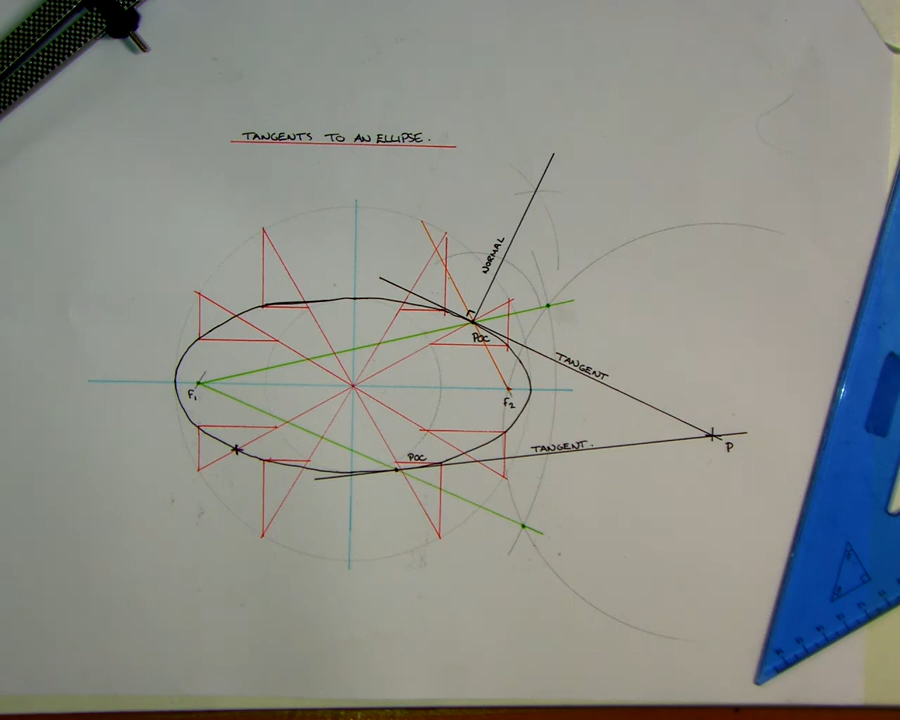 TANGENTS TO AN ELLIPSE.
NORMAL
POC
TANGENT
F₁
F₂
P
TANGENT.
POC